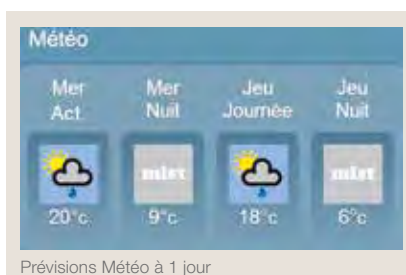 Météo
Mer Mer Jeu Jeu
Act. Nuit Journée Nuit
mist mist
20°c 9°c 18°c 6°c
Prévisions Météo à 1 jour